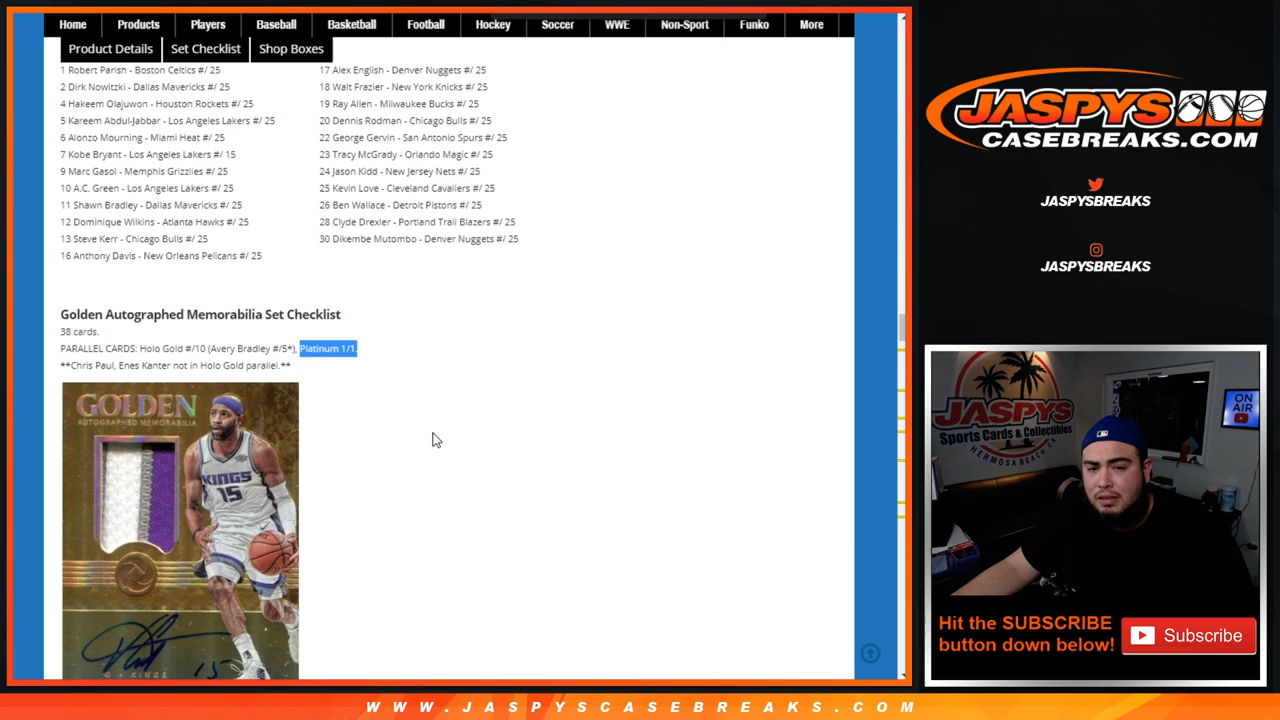 Home Products Players Baseball Basketball Football Hockey Soccer WWE Non-Sport Funko More
Product Details Set Checklist Shop Boxes
1 Robert Parish - Boston Celtics #/ 25
2 Dirk Nowitzki - Dallas Mavericks #/ 25
4 Hakeem Olajuwon - Houston Rockets #/ 25
5 Kareem Abdul-Jabbar - Los Angeles Lakers #/ 25
6 Alonzo Mourning - Miami Heat #/ 25
7 Kobe Bryant - Los Angeles Lakers #/ 15
9 Marc Gasol - Memphis Grizzlies #/ 25
10 A.C. Green - Los Angeles Lakers #/ 25
11 Shawn Bradley - Dallas Mavericks #/ 25
12 Dominique Wilkins - Atlanta Hawks #/ 25
13 Steve Kerr - Chicago Bulls #/ 25
16 Anthony Davis - New Orleans Pelicans #/ 25
17 Alex English - Denver Nuggets #/ 25
18 Walt Frazier - New York Knicks #/ 25
19 Ray Allen - Milwaukee Bucks #/ 25
20 Dennis Rodman - Chicago Bulls #/ 25
22 George Gervin - San Antonio Spurs #/ 25
23 Tracy McGrady - Orlando Magic #/ 25
24 Jason Kidd - New Jersey Nets #/ 25
25 Kevin Love - Cleveland Cavaliers #/ 25
26 Ben Wallace - Detroit Pistons #/ 25
28 Clyde Drexler - Portland Trail Blazers #/ 25
30 Dikembe Mutombo - Denver Nuggets #/ 25
Golden Autographed Memorabilia Set Checklist
38 cards.
PARALLEL CARDS: Holo Gold #/10 (Avery Bradley #/5*), Platinum 1/1.
**Chris Paul, Enes Kanter not in Holo Gold parallel.**
GOLDEN
AUTOGRAPHED MEMORABILIA
KINGS
15
15
KINGS
JASPYS
CASEBREAKS.COM
JASPYSBREAKS
JASPYSBREAKS
JASPYS
Sports Cards & Collectibles
HERMOSA BEACH, CA
ON
AIR
Hit the SUBSCRIBE
button down below!
Subscribe
WWW.JASPYSCASEBREAKS.COM